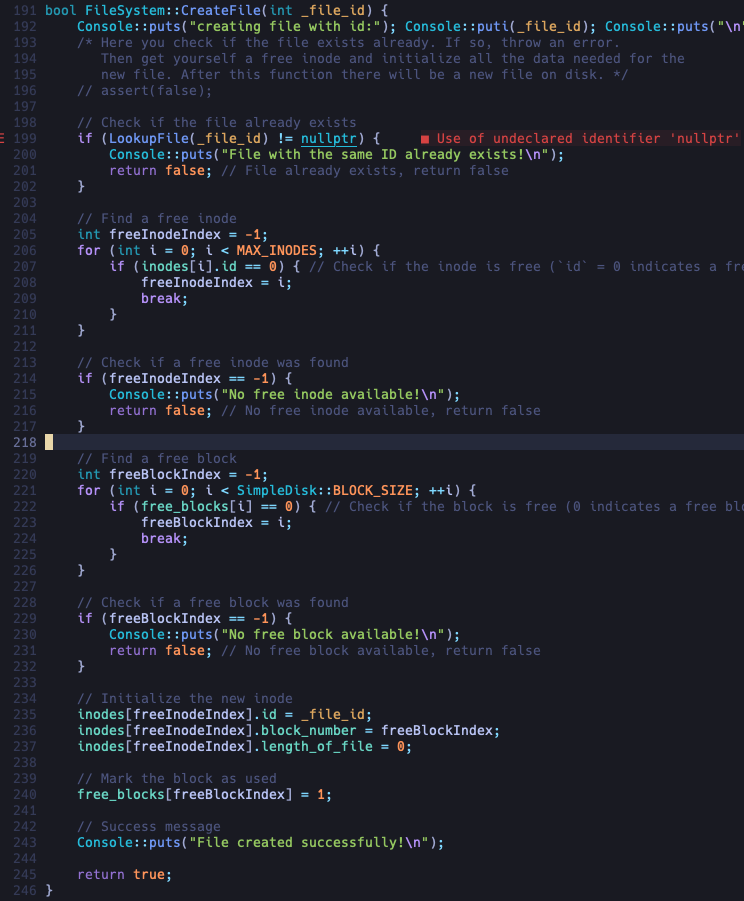 191 bool FileSystem::CreateFile(int _file_id) {
192     Console::puts("creating file with id:"); Console::puti(_file_id); Console::puts("\n"
193     /* Here you check if the file exists already. If so, throw an error.
194        Then get yourself a free inode and initialize all the data needed for the
195        new file. After this function there will be a new file on disk. */
196     // assert(false);
197
198     // Check if the file already exists
E 199     if (LookupFile(_file_id) != nullptr) {     ■ Use of undeclared identifier 'nullptr'
200         Console::puts("File with the same ID already exists!\n");
201         return false; // File already exists, return false
202     }
203
204     // Find a free inode
205     int freeInodeIndex = -1;
206     for (int i = 0; i < MAX_INODES; ++i) {
207         if (inodes[i].id == 0) { // Check if the inode is free (`id` = 0 indicates a fre
208             freeInodeIndex = i;
209             break;
210         }
211     }
212
213     // Check if a free inode was found
214     if (freeInodeIndex == -1) {
215         Console::puts("No free inode available!\n");
216         return false; // No free inode available, return false
217     }
218
219     // Find a free block
220     int freeBlockIndex = -1;
221     for (int i = 0; i < SimpleDisk::BLOCK_SIZE; ++i) {
222         if (free_blocks[i] == 0) { // Check if the block is free (0 indicates a free blo
223             freeBlockIndex = i;
224             break;
225         }
226     }
227
228     // Check if a free block was found
229     if (freeBlockIndex == -1) {
230         Console::puts("No free block available!\n");
231         return false; // No free block available, return false
232     }
233
234     // Initialize the new inode
235     inodes[freeInodeIndex].id = _file_id;
236     inodes[freeInodeIndex].block_number = freeBlockIndex;
237     inodes[freeInodeIndex].length_of_file = 0;
238
239     // Mark the block as used
240     free_blocks[freeBlockIndex] = 1;
241
242     // Success message
243     Console::puts("File created successfully!\n");
244
245     return true;
246 }